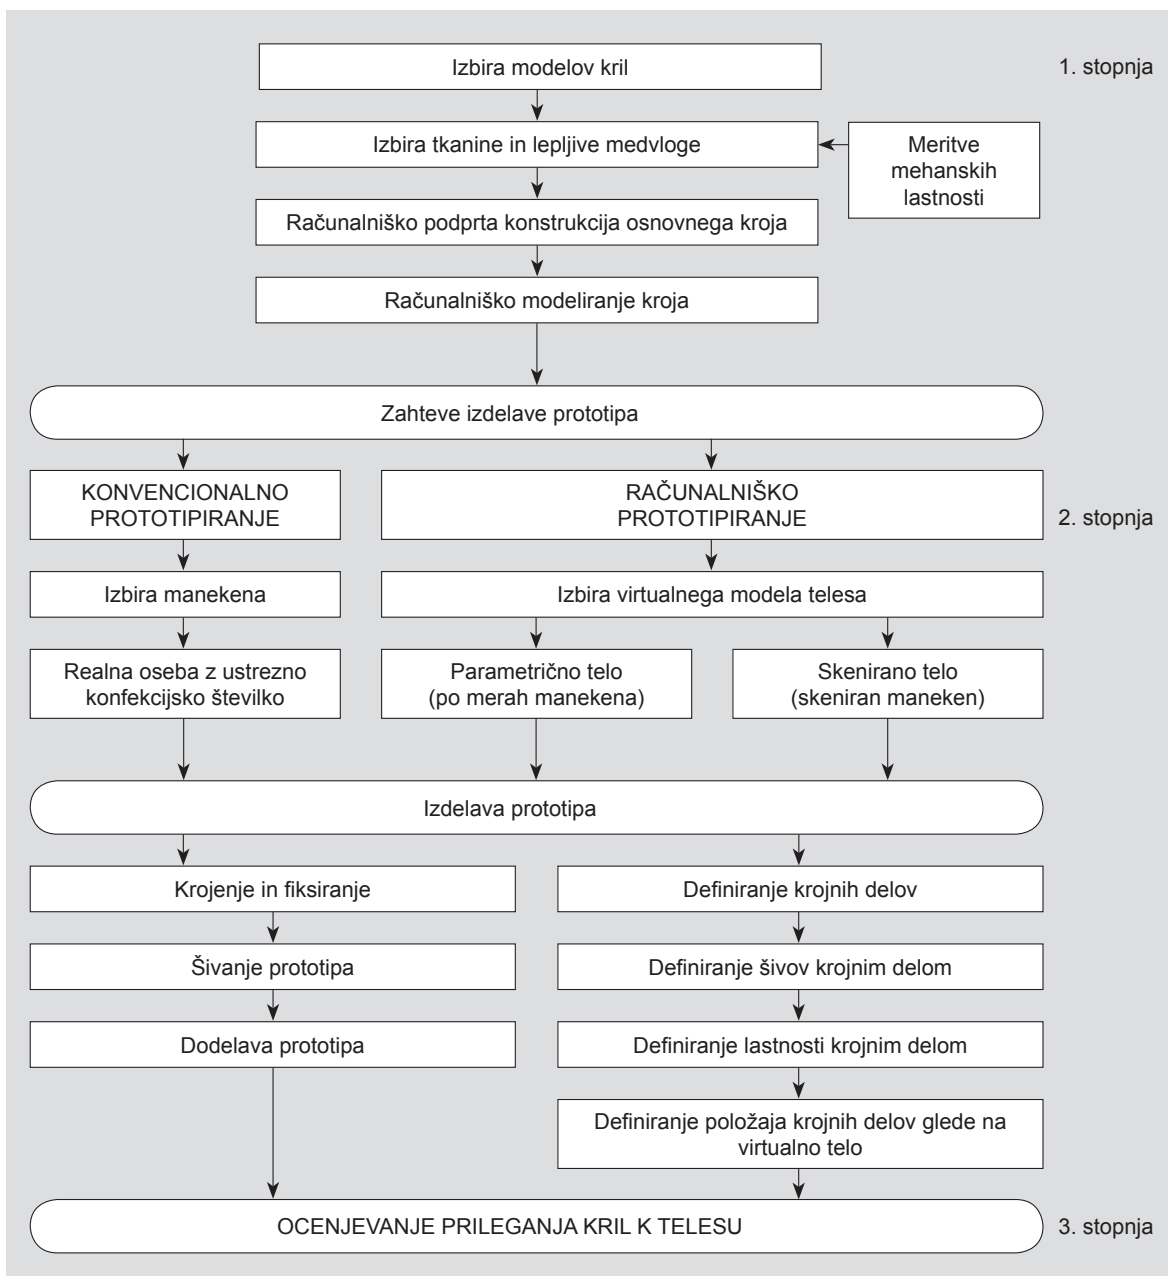 Izbira modelov kril
1. stopnja
Izbira tkanine in lepljive medvloge
Meritve
mehanskih
lastnosti
Računalniško podprta konstrukcija osnovnega kroja
Računalniško modeliranje kroja
Zahteve izdelave prototipa
KONVENCIONALNO
PROTOTIPIRANJE
RAČUNALNIŠKO
PROTOTIPIRANJE
2. stopnja
Izbira manekena
Izbira virtualnega modela telesa
Realna oseba z ustrezno
konfekcijsko številko
Parametrično telo
(po merah manekena)
Skenirano telo
(skeniran maneken)
Izdelava prototipa
Krojenje in fiksiranje
Definiranje krojnih delov
Šivanje prototipa
Definiranje šivov krojnim delom
Dodelava prototipa
Definiranje lastnosti krojnim delom
Definiranje položaja krojnih delov glede na
virtualno telo
OCENJEVANJE PRILEGANJA KRIL K TELESU
3. stopnja